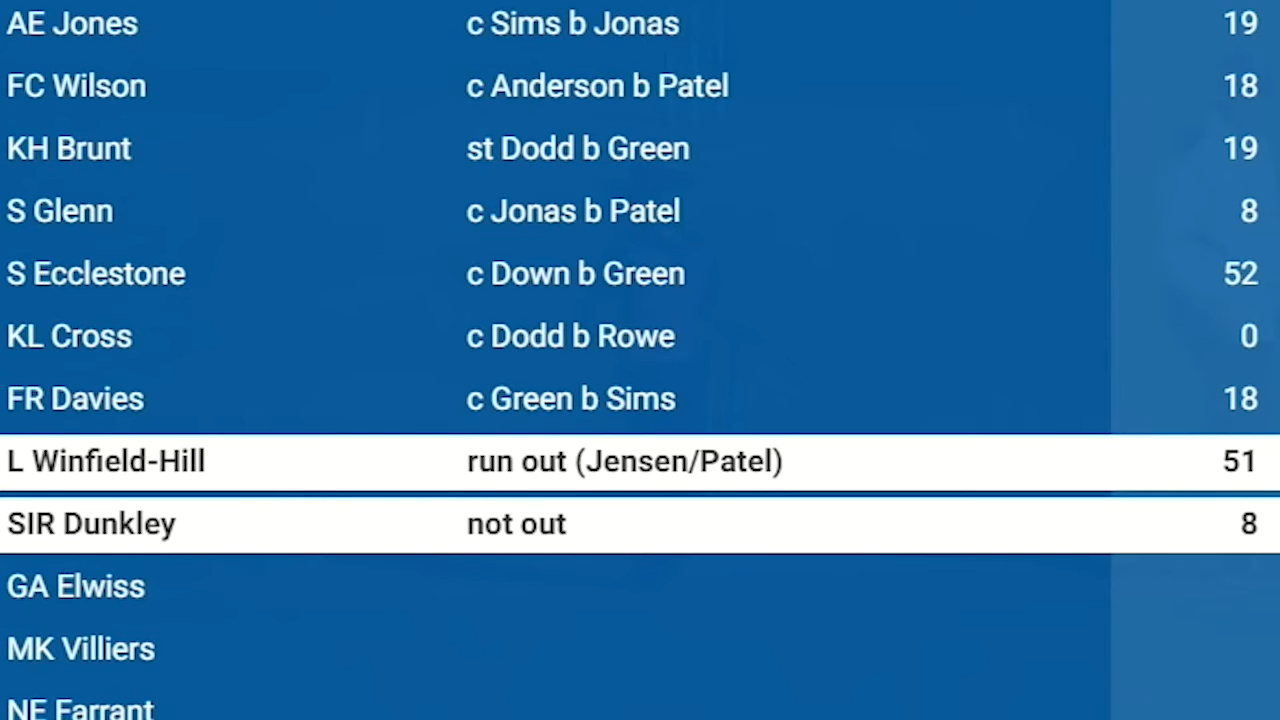 AE Jones c Sims b Jonas 19
FC Wilson c Anderson b Patel 18
KH Brunt st Dodd b Green 19
S Glenn c Jonas b Patel 8
S Ecclestone c Down b Green 52
KL Cross c Dodd b Rowe 0
FR Davies c Green b Sims 18
L Winfield-Hill run out (Jensen/Patel) 51
SIR Dunkley not out 8
GA Elwiss
MK Villiers
NE Farrant